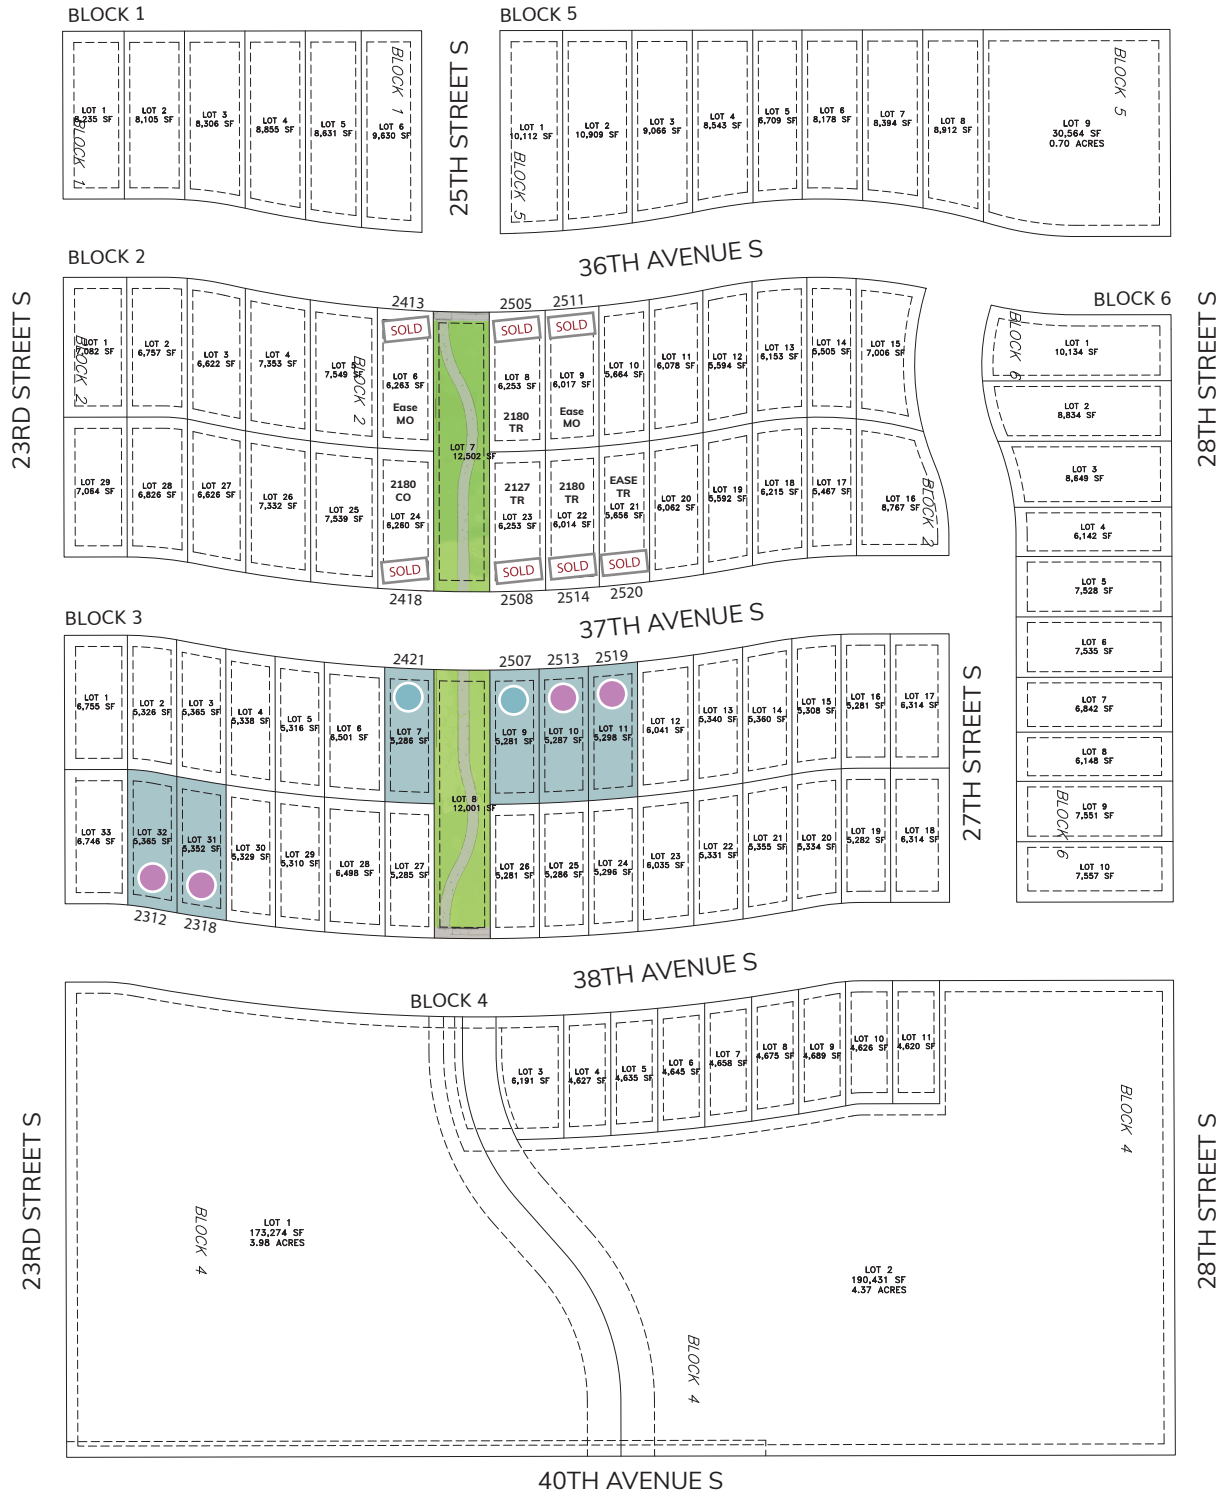 BLOCK 1
BLOCK 5
LOT 1
8,235 SF
LOT 2
8,105 SF
LOT 3
8,306 SF
LOT 4
8,855 SF
LOT 5
8,631 SF
LOT 6
9,630 SF
BLOCK 1
BLOCK 1
25TH STREET S
LOT 1
10,112 SF
LOT 2
10,909 SF
LOT 3
9,066 SF
LOT 4
8,543 SF
LOT 5
8,709 SF
LOT 6
8,178 SF
LOT 7
8,394 SF
LOT 8
8,912 SF
LOT 9
30,564 SF
0.70 ACRES
BLOCK 5
BLOCK 5
36TH AVENUE S
BLOCK 2
23RD STREET S
28TH STREET S
2413
2505
2511
SOLD
SOLD
SOLD
LOT 1
7,082 SF
LOT 2
6,757 SF
LOT 3
6,622 SF
LOT 4
7,353 SF
LOT 5
7,549 SF
LOT 6
6,263 SF
Ease
MO
LOT 7
12,502 SF
LOT 8
6,253 SF
2180
TR
LOT 9
6,017 SF
Ease
MO
LOT 10
5,664 SF
LOT 11
6,078 SF
LOT 12
5,594 SF
LOT 13
6,153 SF
LOT 14
5,505 SF
LOT 15
7,006 SF
BLOCK 2
BLOCK 2
LOT 29
7,064 SF
LOT 28
6,826 SF
LOT 27
6,626 SF
LOT 26
7,332 SF
LOT 25
7,539 SF
2180
CO
LOT 24
6,260 SF
2127
TR
LOT 23
6,253 SF
2180
TR
LOT 22
6,014 SF
EASE
TR
LOT 21
5,656 SF
LOT 20
6,062 SF
LOT 19
5,592 SF
LOT 18
6,215 SF
LOT 17
5,467 SF
LOT 16
8,767 SF
BLOCK 2
SOLD
SOLD
SOLD
SOLD
2418
2508
2514
2520
BLOCK 6
BLOCK 6
LOT 1
10,134 SF
LOT 2
8,834 SF
LOT 3
8,649 SF
LOT 4
6,142 SF
LOT 5
7,528 SF
LOT 6
7,535 SF
LOT 7
6,842 SF
LOT 8
6,148 SF
LOT 9
7,551 SF
LOT 10
7,557 SF
BLOCK 6
37TH AVENUE S
BLOCK 3
2421
2507
2513
2519
LOT 1
6,755 SF
LOT 2
5,326 SF
LOT 3
5,365 SF
LOT 4
5,338 SF
LOT 5
5,316 SF
LOT 6
6,501 SF
LOT 7
5,286 SF
LOT 8
12,001 SF
LOT 9
5,281 SF
LOT 10
5,287 SF
LOT 11
5,298 SF
LOT 12
6,041 SF
LOT 13
5,340 SF
LOT 14
5,360 SF
LOT 15
5,308 SF
LOT 16
5,281 SF
LOT 17
6,314 SF
27TH STREET S
LOT 33
6,746 SF
LOT 32
5,365 SF
LOT 31
5,352 SF
LOT 30
5,329 SF
LOT 29
5,310 SF
LOT 28
6,498 SF
LOT 27
5,285 SF
LOT 26
5,281 SF
LOT 25
5,286 SF
LOT 24
5,296 SF
LOT 23
6,035 SF
LOT 22
5,331 SF
LOT 21
5,355 SF
LOT 20
5,334 SF
LOT 19
5,282 SF
LOT 18
6,314 SF
2312
2318
38TH AVENUE S
BLOCK 4
LOT 3
6,191 SF
LOT 4
4,627 SF
LOT 5
4,635 SF
LOT 6
4,645 SF
LOT 7
4,658 SF
LOT 8
4,675 SF
LOT 9
4,689 SF
LOT 10
4,626 SF
LOT 11
4,620 SF
BLOCK 4
23RD STREET S
28TH STREET S
BLOCK 4
LOT 1
173,274 SF
3.98 ACRES
LOT 2
190,431 SF
4.37 ACRES
BLOCK 4
40TH AVENUE S